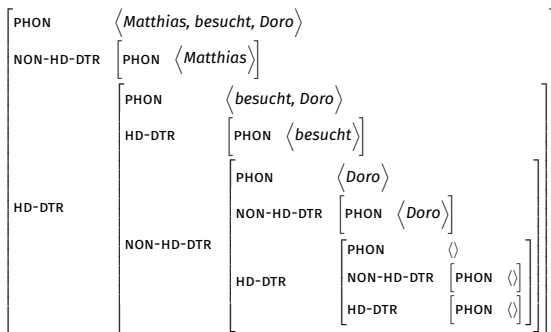 PHON ⟨Matthias, besucht, Doro⟩
NON-HD-DTR [PHON ⟨Matthias⟩]
PHON ⟨besucht, Doro⟩
HD-DTR [PHON ⟨besucht⟩]
PHON ⟨Doro⟩
HD-DTR NON-HD-DTR [PHON ⟨Doro⟩]
NON-HD-DTR PHON ⟨⟩
HD-DTR NON-HD-DTR [PHON ⟨⟩]
HD-DTR [PHON ⟨⟩]